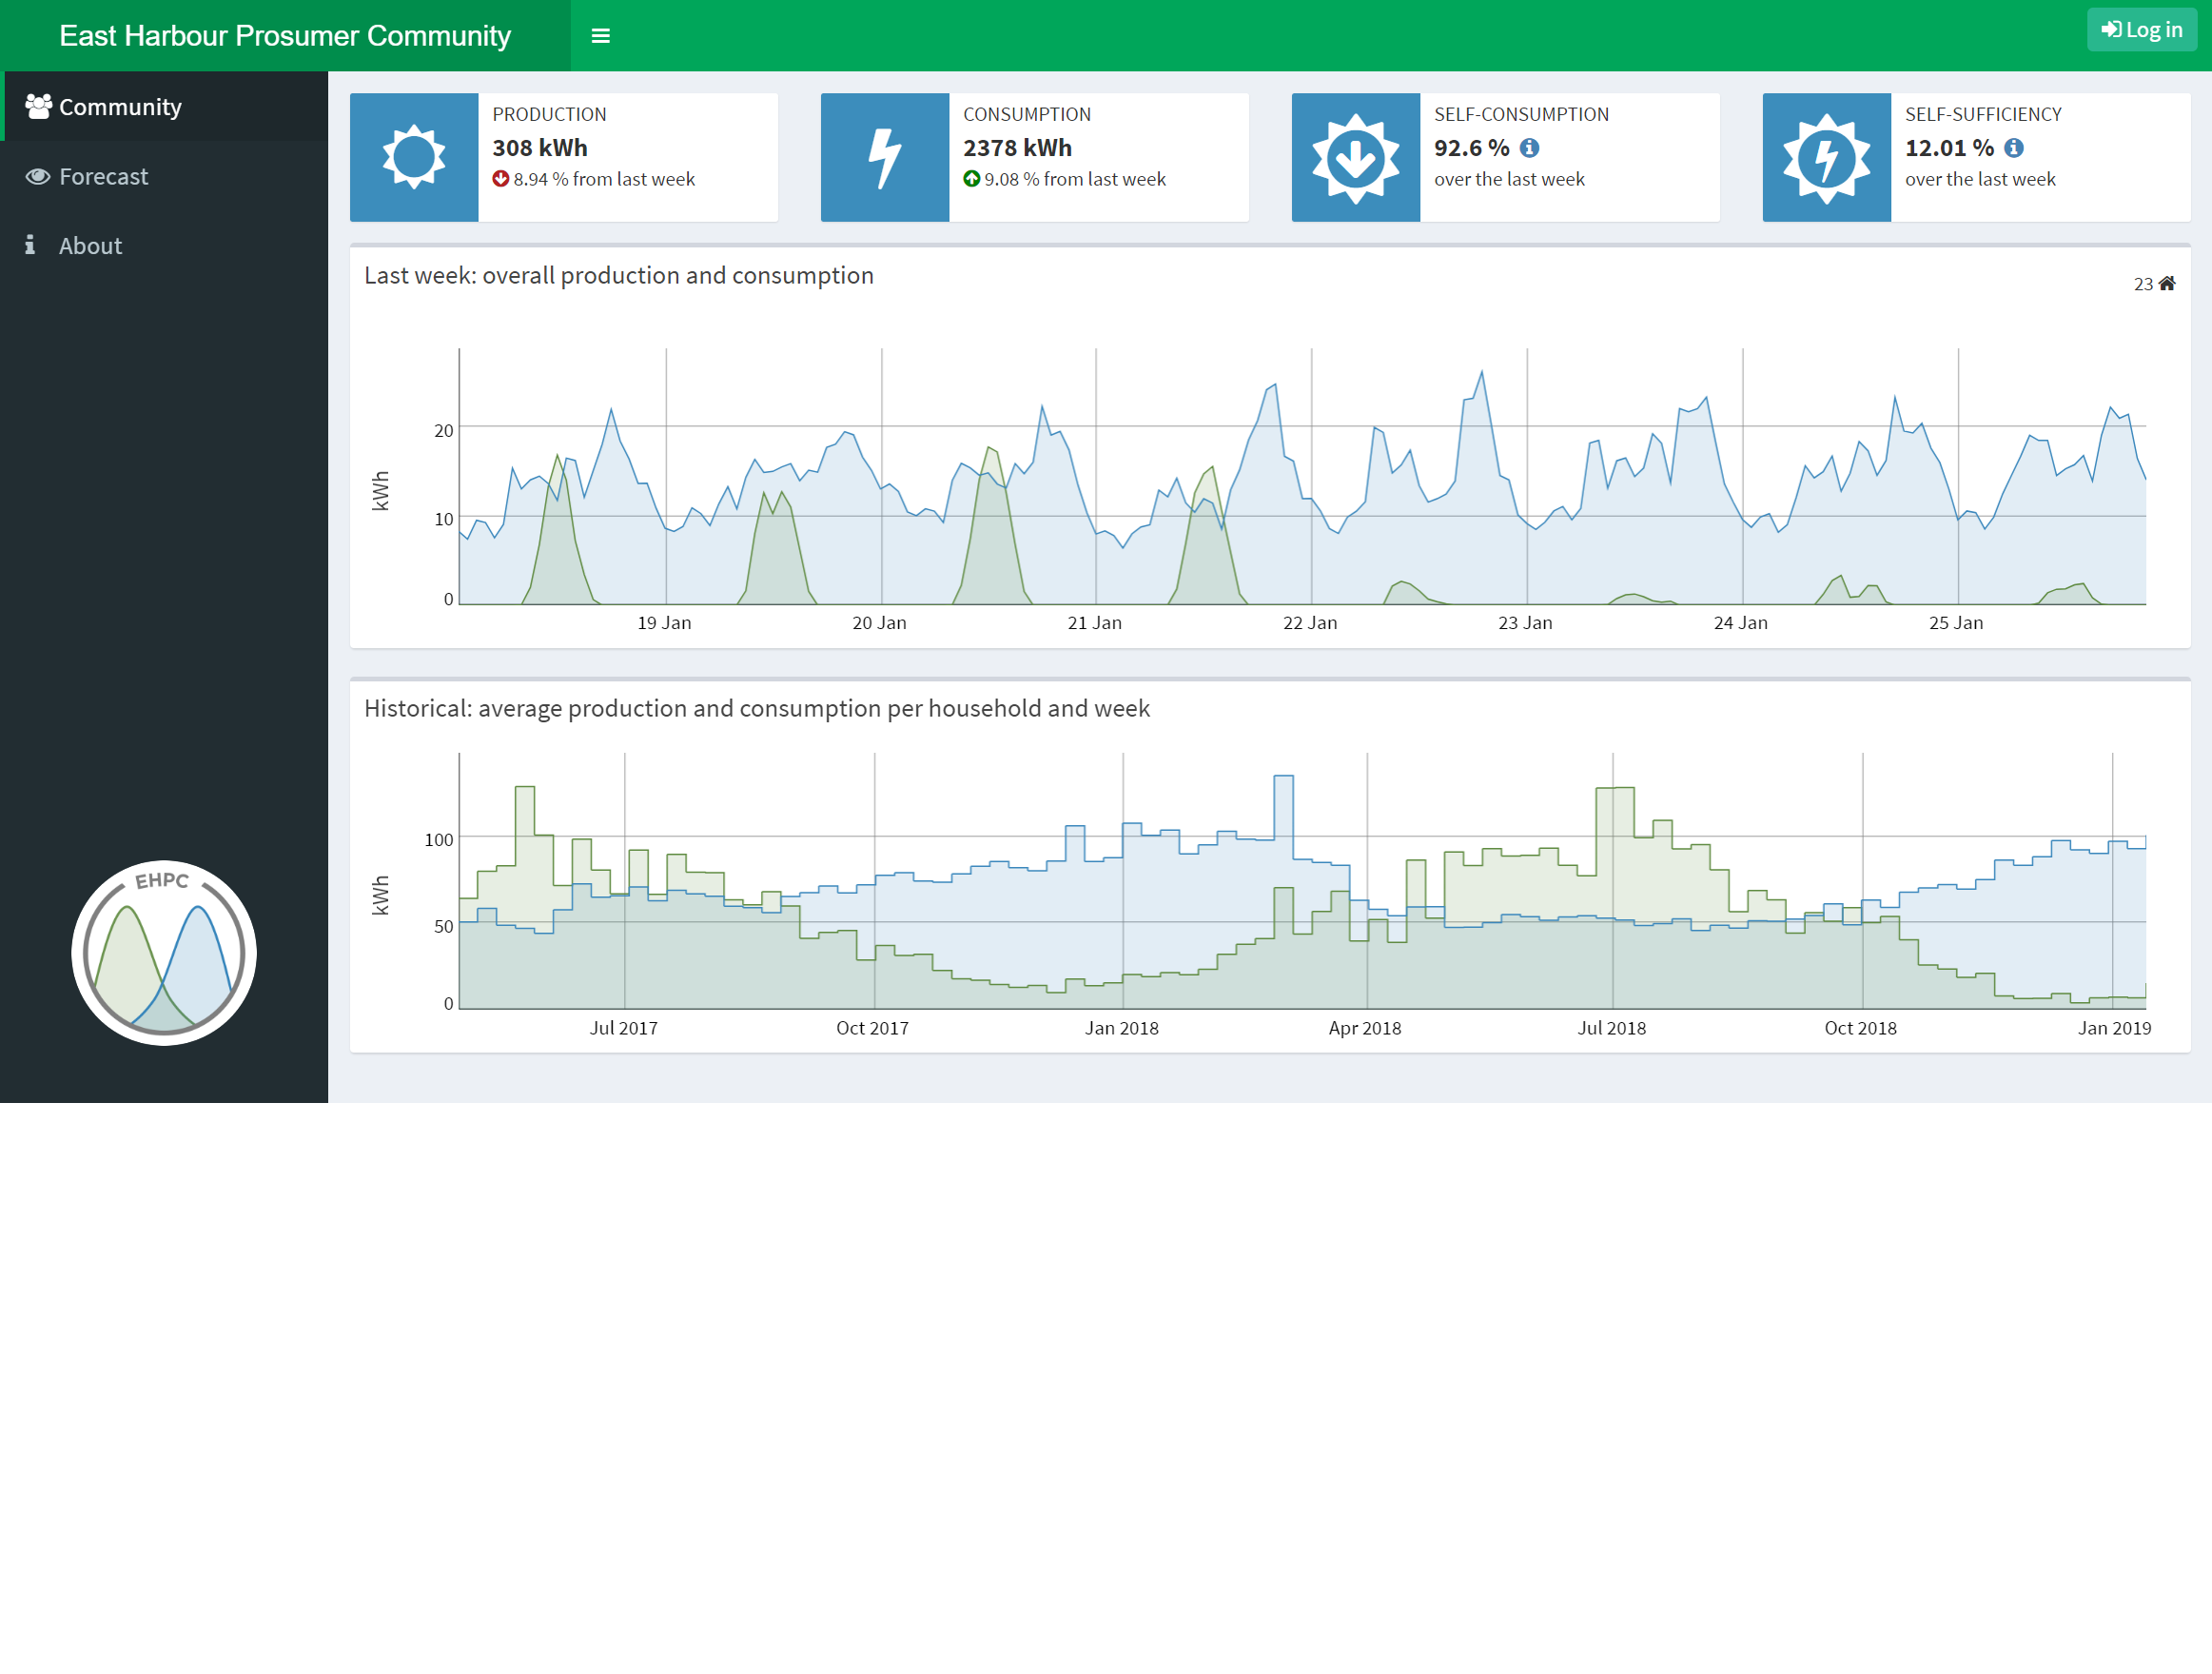 East Harbour Prosumer Community
Log in
Community
Forecast
About
EHPC
PRODUCTION
308 kWh
8.94 % from last week
CONSUMPTION
2378 kWh
9.08 % from last week
SELF-CONSUMPTION
92.6 %
over the last week
SELF-SUFFICIENCY
12.01 %
over the last week
Last week: overall production and consumption
23
kWh
20
10
0
19 Jan 20 Jan 21 Jan 22 Jan 23 Jan 24 Jan 25 Jan
Historical: average production and consumption per household and week
kWh
100
50
0
Jul 2017 Oct 2017 Jan 2018 Apr 2018 Jul 2018 Oct 2018 Jan 2019